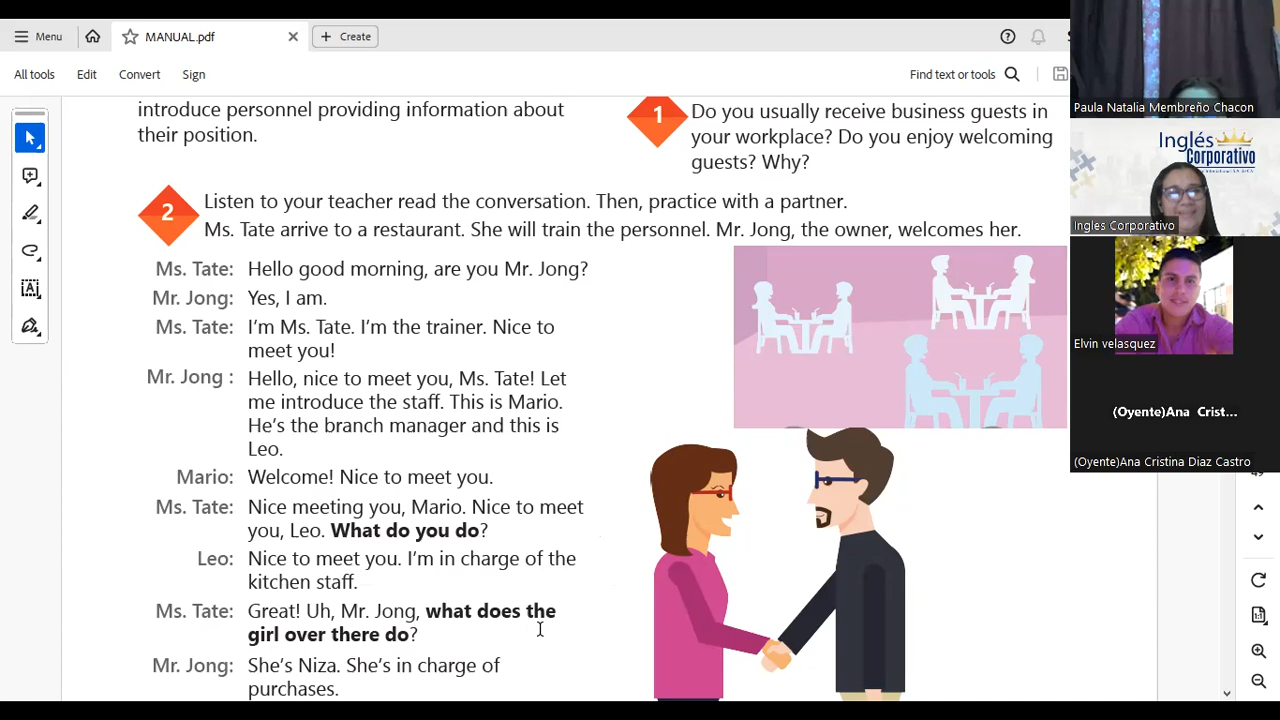 Menu
MANUAL.pdf
Create
All tools
Edit
Convert
Sign
Find text or tools
introduce personnel providing information about
their position.
1
Do you usually receive business guests in
your workplace? Do you enjoy welcoming
guests? Why?
2
Listen to your teacher read the conversation. Then, practice with a partner.
Ms. Tate arrive to a restaurant. She will train the personnel. Mr. Jong, the owner, welcomes her.
Ms. Tate: Hello good morning, are you Mr. Jong?
Mr. Jong: Yes, I am.
Ms. Tate: I'm Ms. Tate. I'm the trainer. Nice to
meet you!
Mr. Jong : Hello, nice to meet you, Ms. Tate! Let
me introduce the staff. This is Mario.
He's the branch manager and this is
Leo.
Mario: Welcome! Nice to meet you.
Ms. Tate: Nice meeting you, Mario. Nice to meet
you, Leo. What do you do?
Leo: Nice to meet you. I'm in charge of the
kitchen staff.
Ms. Tate: Great! Uh, Mr. Jong, what does the
girl over there do?
Mr. Jong: She's Niza. She's in charge of
purchases.
Paula Natalia Membreño Chacon
Inglés
Corporativo
Ingles Corporativo
Elvin velasquez
(Oyente)Ana Crist...
(Oyente)Ana Cristina Diaz Castro